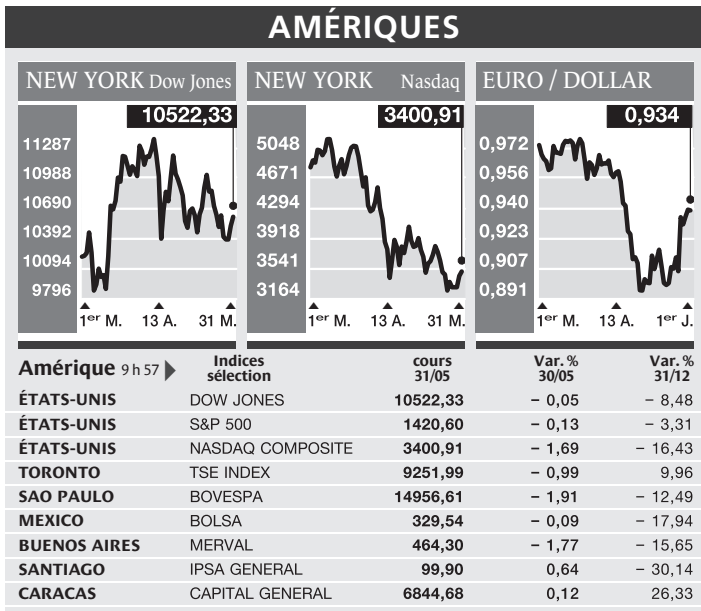 AMÉRIQUES
NEW YORK Dow Jones
10522,33
11287
10988
10690
10392
10094
9796
1er M. 13 A. 31 M.
NEW YORK Nasdaq
3400,91
5048
4671
4294
3918
3541
3164
1er M. 13 A. 31 M.
EURO / DOLLAR
0,934
0,972
0,956
0,940
0,923
0,907
0,891
1er M. 13 A. 1er J.
Amérique 9 h 57 Indices sélection cours 31/05 Var. % 30/05 Var. % 31/12
ÉTATS-UNIS DOW JONES 10522,33 – 0,05 – 8,48
ÉTATS-UNIS S&P 500 1420,60 – 0,13 – 3,31
ÉTATS-UNIS NASDAQ COMPOSITE 3400,91 – 1,69 – 16,43
TORONTO TSE INDEX 9251,99 – 0,99 9,96
SAO PAULO BOVESPA 14956,61 – 1,91 – 12,49
MEXICO BOLSA 329,54 – 0,09 – 17,94
BUENOS AIRES MERVAL 464,30 – 1,77 – 15,65
SANTIAGO IPSA GENERAL 99,90 0,64 – 30,14
CARACAS CAPITAL GENERAL 6844,68 0,12 26,33